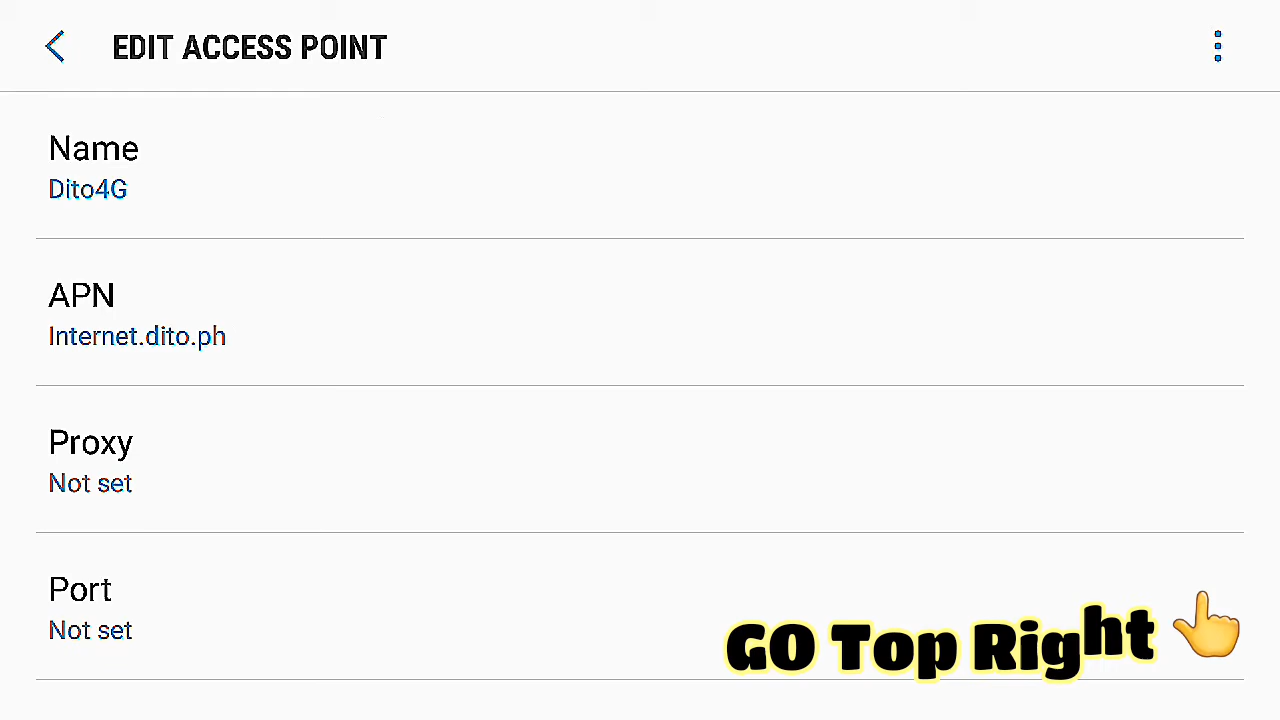 EDIT ACCESS POINT
Name
Dito4G
APN
Internet.dito.ph
Proxy
Not set
Port
Not set
GO Top Right